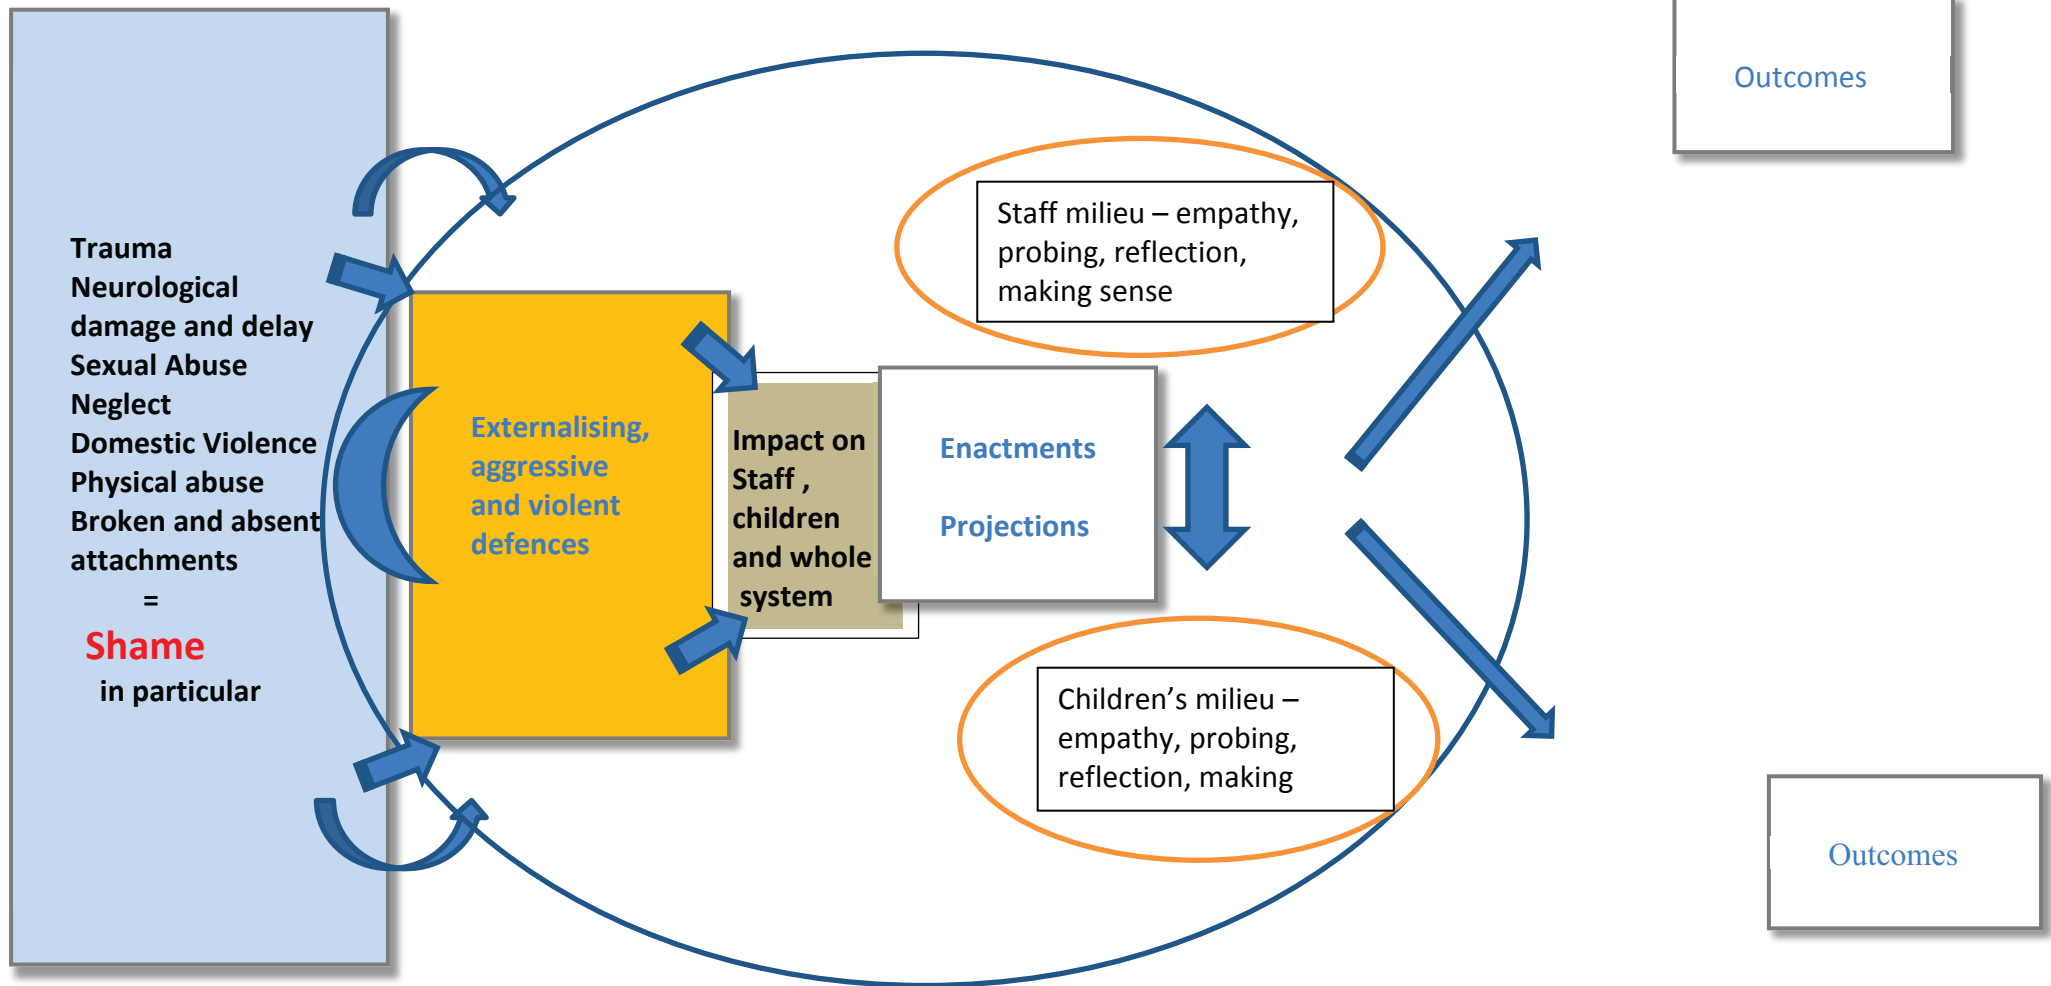 Trauma
Neurological
damage and delay
Sexual Abuse
Neglect
Domestic Violence
Physical abuse
Broken and absent
attachments
=
Shame
in particular
Externalising,
aggressive
and violent
defences
Impact on
Staff ,
children
and whole
system
Enactments
Projections
Staff milieu – empathy,
probing, reflection,
making sense
Children’s milieu –
empathy, probing,
reflection, making
Outcomes
Outcomes